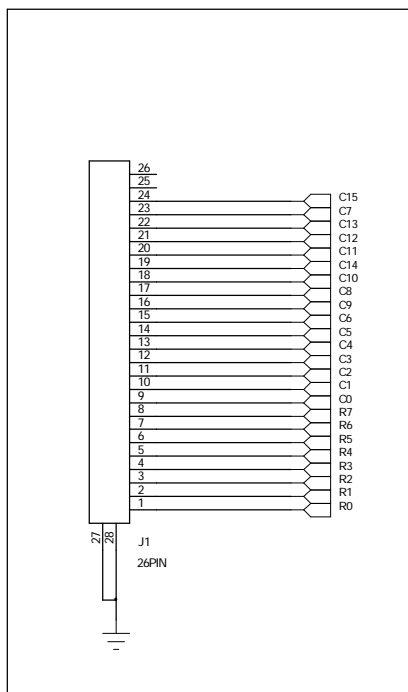 26
25
24 C15
23 C7
22 C13
21 C12
20 C11
19 C14
18 C10
17 C8
16 C9
15 C6
14 C5
13 C4
12 C3
11 C2
10 C1
9 C0
8 R7
7 R6
6 R5
5 R4
4 R3
3 R2
2 R1
1 R0
27 28
J1
26PIN